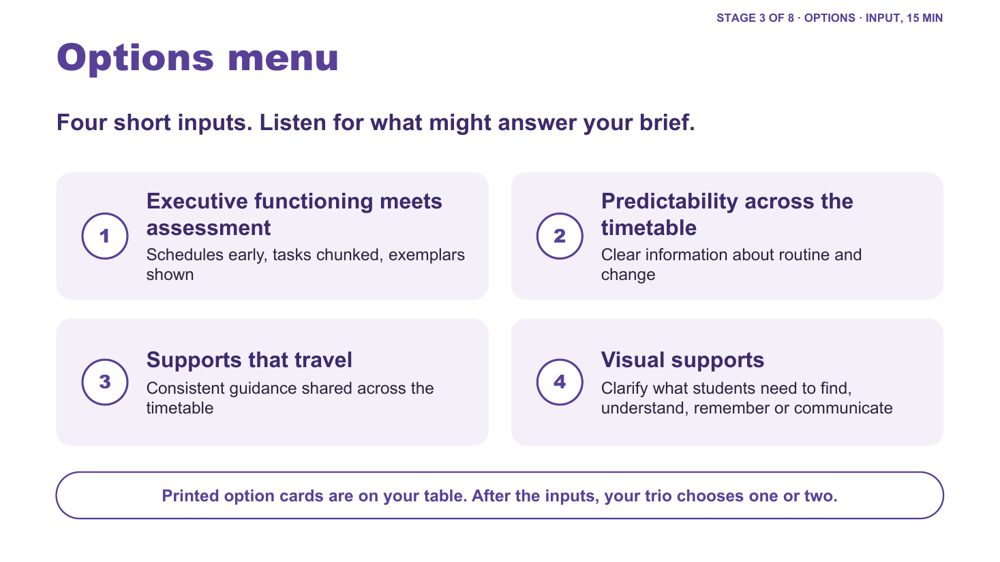 STAGE 3 OF 8 · OPTIONS · INPUT, 15 MIN
Options menu
Four short inputs. Listen for what might answer your brief.
1
Executive functioning meets
assessment
Schedules early, tasks chunked, exemplars
shown
2
Predictability across the
timetable
Clear information about routine and
change
3
Supports that travel
Consistent guidance shared across the
timetable
4
Visual supports
Clarify what students need to find,
understand, remember or communicate
Printed option cards are on your table. After the inputs, your trio chooses one or two.